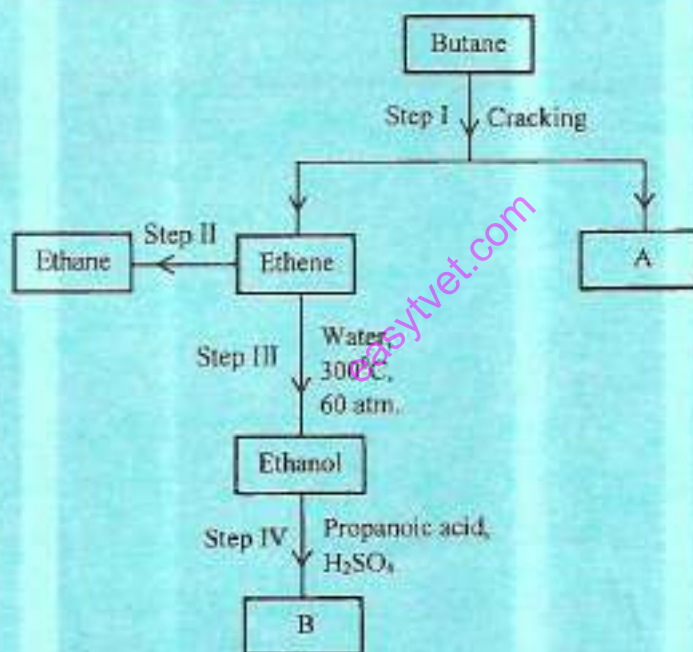 Butane
Step I Cracking
Step II
Ethane
Ethene
A
Step III
Water,
300°C,
60 atm.
easytvet.com
Ethanol
Step IV
Propanoic acid,
H₂SO₄
B